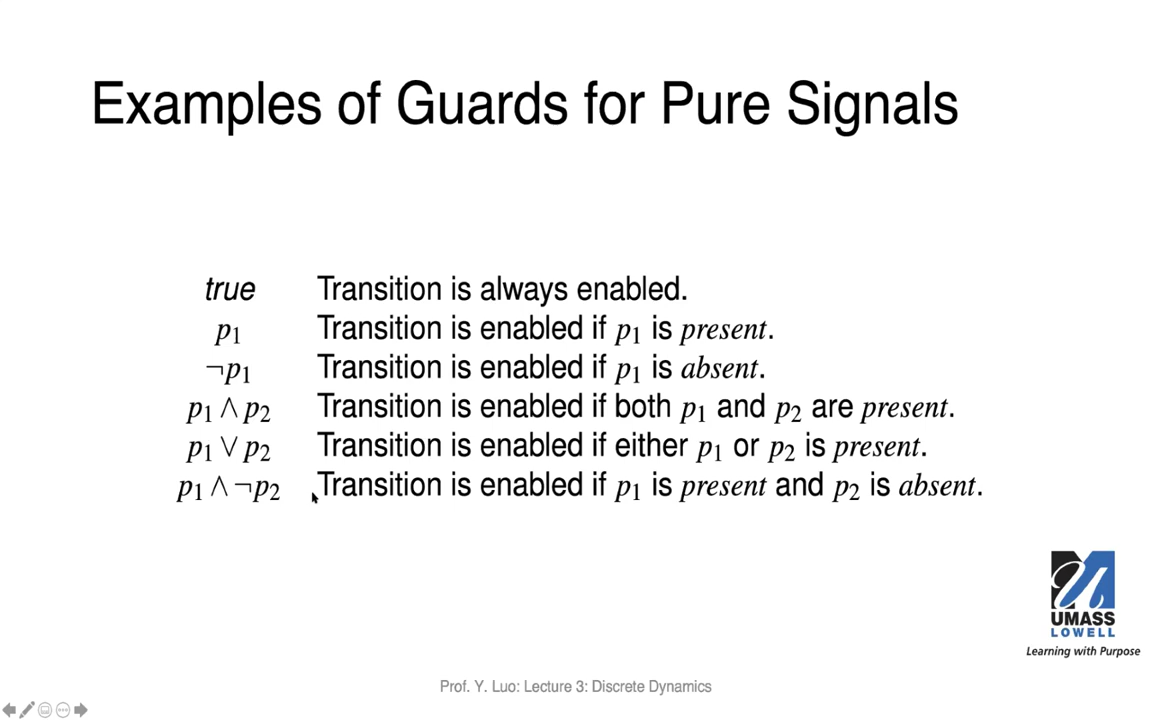 Examples of Guards for Pure Signals
true Transition is always enabled.
p1 Transition is enabled if p1 is present.
¬p1 Transition is enabled if p1 is absent.
p1 ∧ p2 Transition is enabled if both p1 and p2 are present.
p1 ∨ p2 Transition is enabled if either p1 or p2 is present.
p1 ∧ ¬p2 Transition is enabled if p1 is present and p2 is absent.
UMASS
LOWELL
Learning with Purpose
Prof. Y. Luo: Lecture 3: Discrete Dynamics